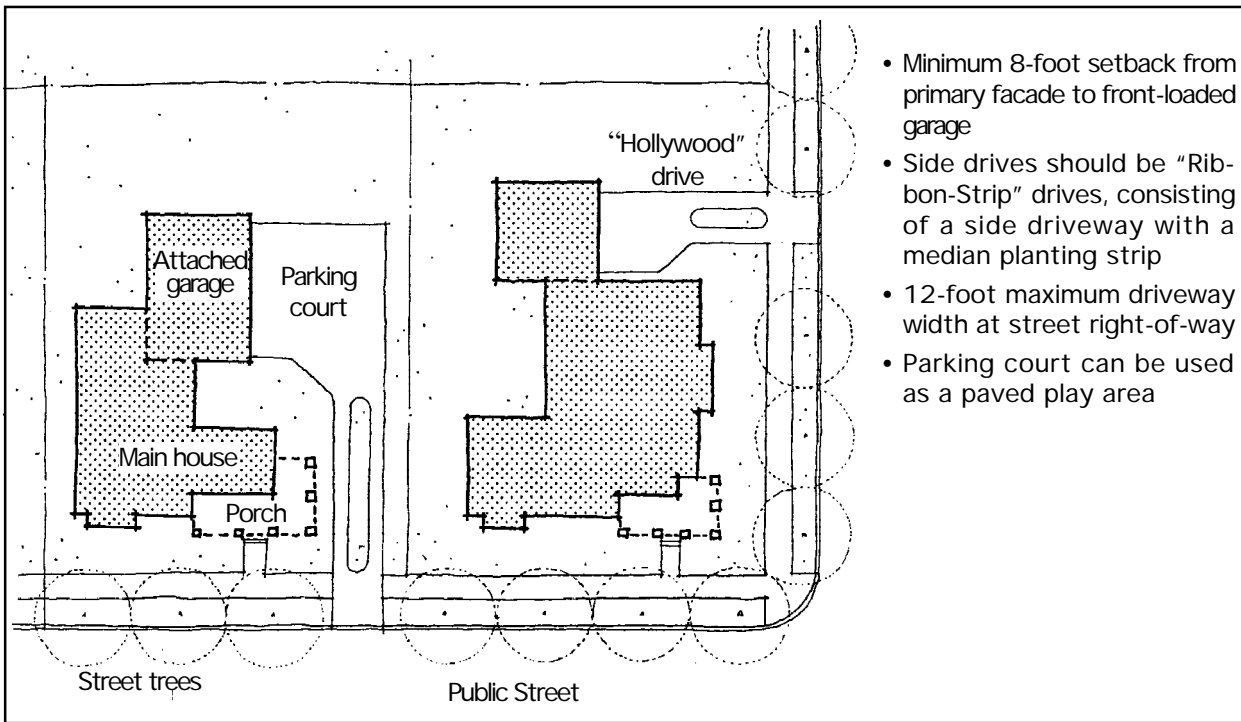 “Hollywood”
drive
Attached
garage
Parking
court
Main house
Porch
Street trees
Public Street
• Minimum 8-foot setback from
primary facade to front-loaded
garage
• Side drives should be “Rib-
bon-Strip” drives, consisting
of a side driveway with a
median planting strip
• 12-foot maximum driveway
width at street right-of-way
• Parking court can be used
as a paved play area